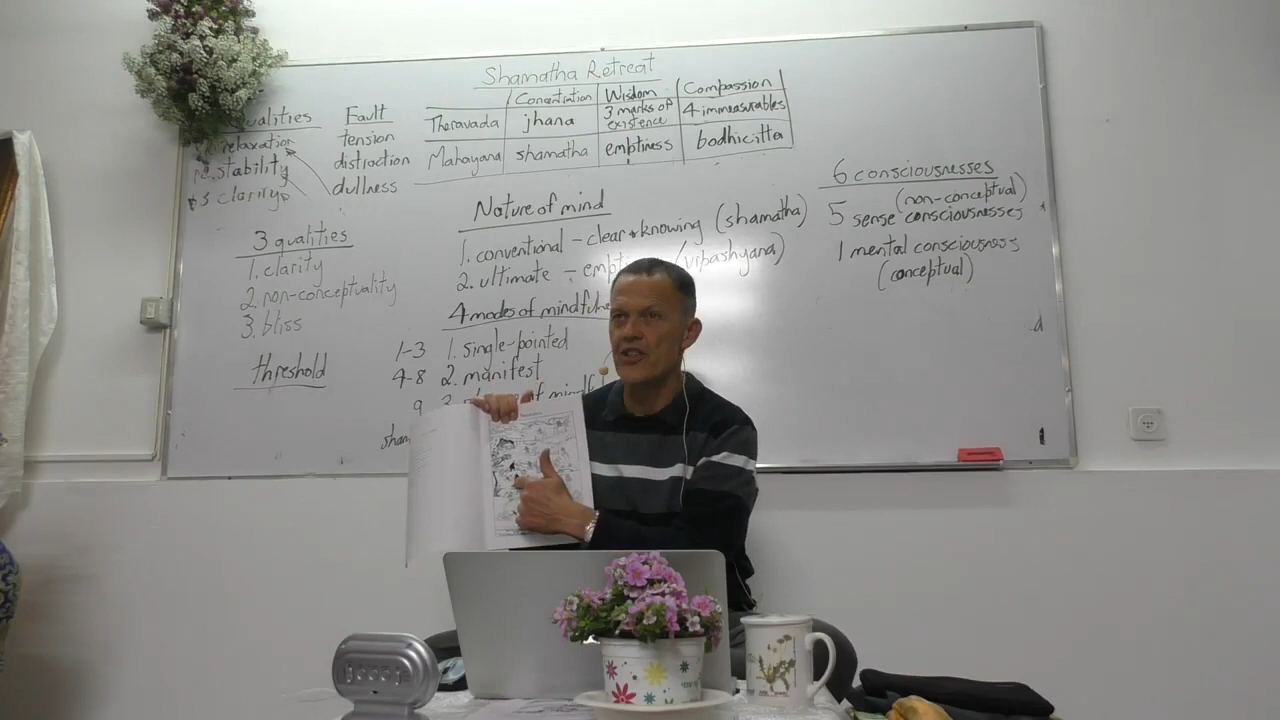 Shamatha Retreat
Concentration Wisdom Compassion
Theravada jhana 3 marks of existence 4 immeasurables
Mahayana shamatha emptiness bodhicitta
Qualities Fault
relaxation tension
2. stability distraction
3 clarity dullness
3 qualities
1. clarity
2. non-conceptuality
3. bliss
threshold
Nature of mind
1. conventional – clear + knowing (shamatha)
2. ultimate – (vipashyana)
4 modes of
1-3 1. single-pointed
4-8 2. manifest
9 3.
6 consciousnesses
(non-conceptual)
5 sense consciousnesses
1 mental consciousness
(conceptual)